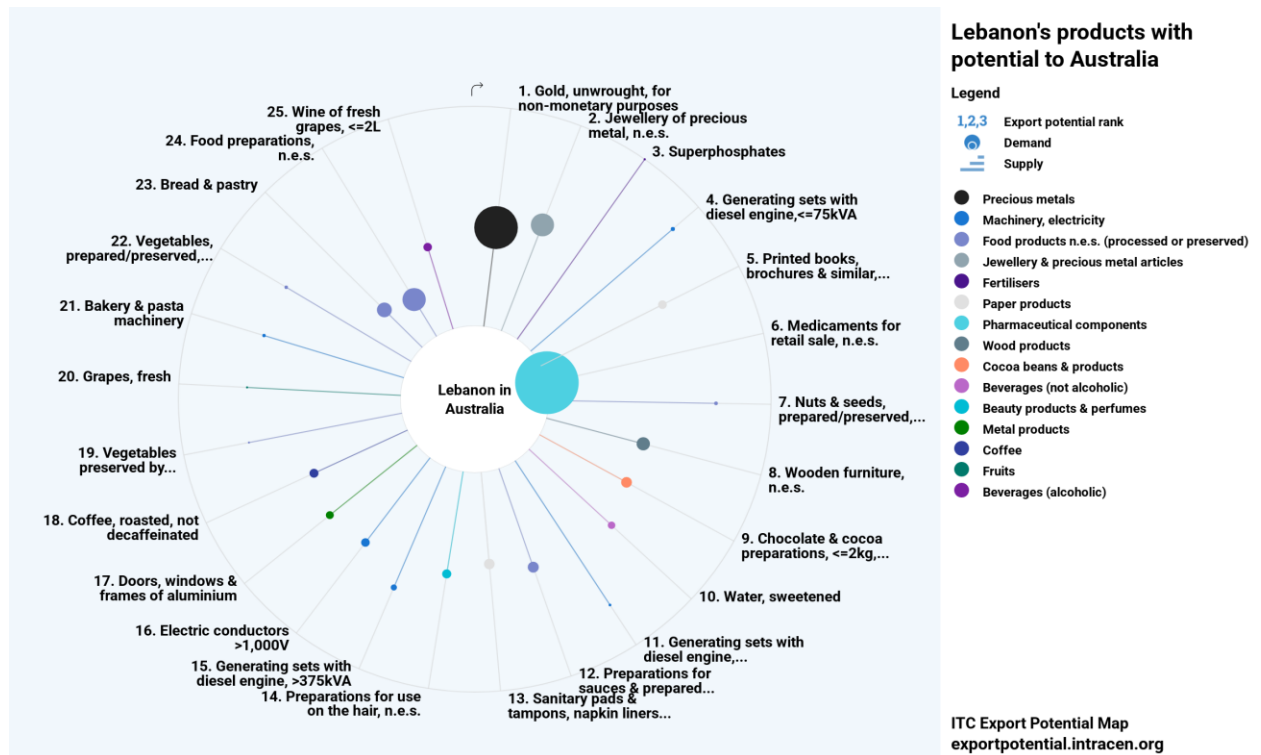 Lebanon's products with
potential to Australia
Legend
1,2,3 Export potential rank
Demand
Supply
Precious metals
Machinery, electricity
Food products n.e.s. (processed or preserved)
Jewellery & precious metal articles
Fertilisers
Paper products
Pharmaceutical components
Wood products
Cocoa beans & products
Beverages (not alcoholic)
Beauty products & perfumes
Metal products
Coffee
Fruits
Beverages (alcoholic)
1. Gold, unwrought, for
non-monetary purposes
2. Jewellery of precious
metal, n.e.s.
3. Superphosphates
4. Generating sets with
diesel engine,<=75kVA
5. Printed books,
brochures & similar,...
6. Medicaments for
retail sale, n.e.s.
7. Nuts & seeds,
prepared/preserved,...
8. Wooden furniture,
n.e.s.
9. Chocolate & cocoa
preparations, <=2kg,...
10. Water, sweetened
11. Generating sets with
diesel engine,...
12. Preparations for
sauces & prepared...
13. Sanitary pads &
tampons, napkin liners...
14. Preparations for use
on the hair, n.e.s.
15. Generating sets with
diesel engine, >375kVA
16. Electric conductors
>1,000V
17. Doors, windows &
frames of aluminium
18. Coffee, roasted, not
decaffeinated
19. Vegetables
preserved by...
20. Grapes, fresh
21. Bakery & pasta
machinery
22. Vegetables,
prepared/preserved,...
23. Bread & pastry
24. Food preparations,
n.e.s.
25. Wine of fresh
grapes, <=2L
Lebanon in
Australia
ITC Export Potential Map
exportpotential.intracen.org